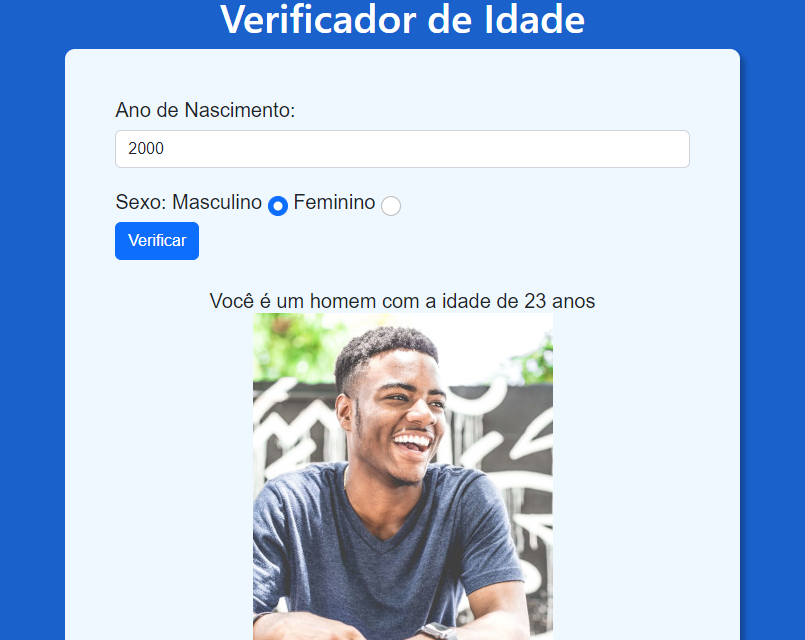 Verificador de Idade
Ano de Nascimento:
2000
Sexo: Masculino Feminino
Verificar
Você é um homem com a idade de 23 anos